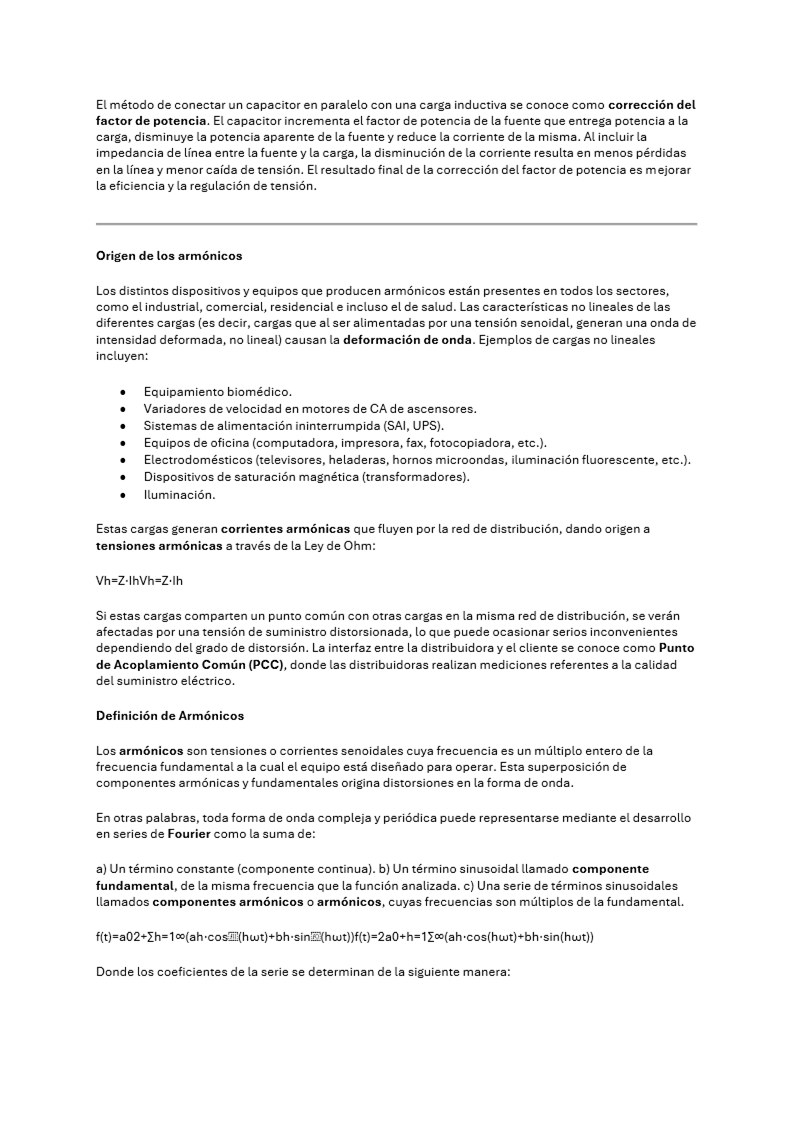 El método de conectar un capacitor en paralelo con una carga inductiva se conoce como corrección del
factor de potencia. El capacitor incrementa el factor de potencia de la fuente que entrega potencia a la
carga, disminuye la potencia aparente de la fuente y reduce la corriente de la misma. Al incluir la
impedancia de línea entre la fuente y la carga, la disminución de la corriente resulta en menos pérdidas
en la línea y menor caída de tensión. El resultado final de la corrección del factor de potencia es mejorar
la eficiencia y la regulación de tensión.
Origen de los armónicos
Los distintos dispositivos y equipos que producen armónicos están presentes en todos los sectores,
como el industrial, comercial, residencial e incluso el de salud. Las características no lineales de las
diferentes cargas (es decir, cargas que al ser alimentadas por una tensión senoidal, generan una onda de
intensidad deformada, no lineal) causan la deformación de onda. Ejemplos de cargas no lineales
incluyen:
• Equipamiento biomédico.
• Variadores de velocidad en motores de CA de ascensores.
• Sistemas de alimentación ininterrumpida (SAI, UPS).
• Equipos de oficina (computadora, impresora, fax, fotocopiadora, etc.).
• Electrodomésticos (televisores, heladeras, hornos microondas, iluminación fluorescente, etc.).
• Dispositivos de saturación magnética (transformadores).
• Iluminación.
Estas cargas generan corrientes armónicas que fluyen por la red de distribución, dando origen a
tensiones armónicas a través de la Ley de Ohm:
Vh=Z·IhVh=Z·Ih
Si estas cargas comparten un punto común con otras cargas en la misma red de distribución, se verán
afectadas por una tensión de suministro distorsionada, lo que puede ocasionar serios inconvenientes
dependiendo del grado de distorsión. La interfaz entre la distribuidora y el cliente se conoce como Punto
de Acoplamiento Común (PCC), donde las distribuidoras realizan mediciones referentes a la calidad
del suministro eléctrico.
Definición de Armónicos
Los armónicos son tensiones o corrientes senoidales cuya frecuencia es un múltiplo entero de la
frecuencia fundamental a la cual el equipo está diseñado para operar. Esta superposición de
componentes armónicas y fundamentales origina distorsiones en la forma de onda.
En otras palabras, toda forma de onda compleja y periódica puede representarse mediante el desarrollo
en series de Fourier como la suma de:
a) Un término constante (componente continua). b) Un término sinusoidal llamado componente
fundamental, de la misma frecuencia que la función analizada. c) Una serie de términos sinusoidales
llamados componentes armónicos o armónicos, cuyas frecuencias son múltiplos de la fundamental.
f(t)=a02+∑h=1∞(ah·cos(hωt)+bh·sin(hωt))f(t)=2a0+h=1∑∞(ah·cos(hωt)+bh·sin(hωt))
Donde los coeficientes de la serie se determinan de la siguiente manera: